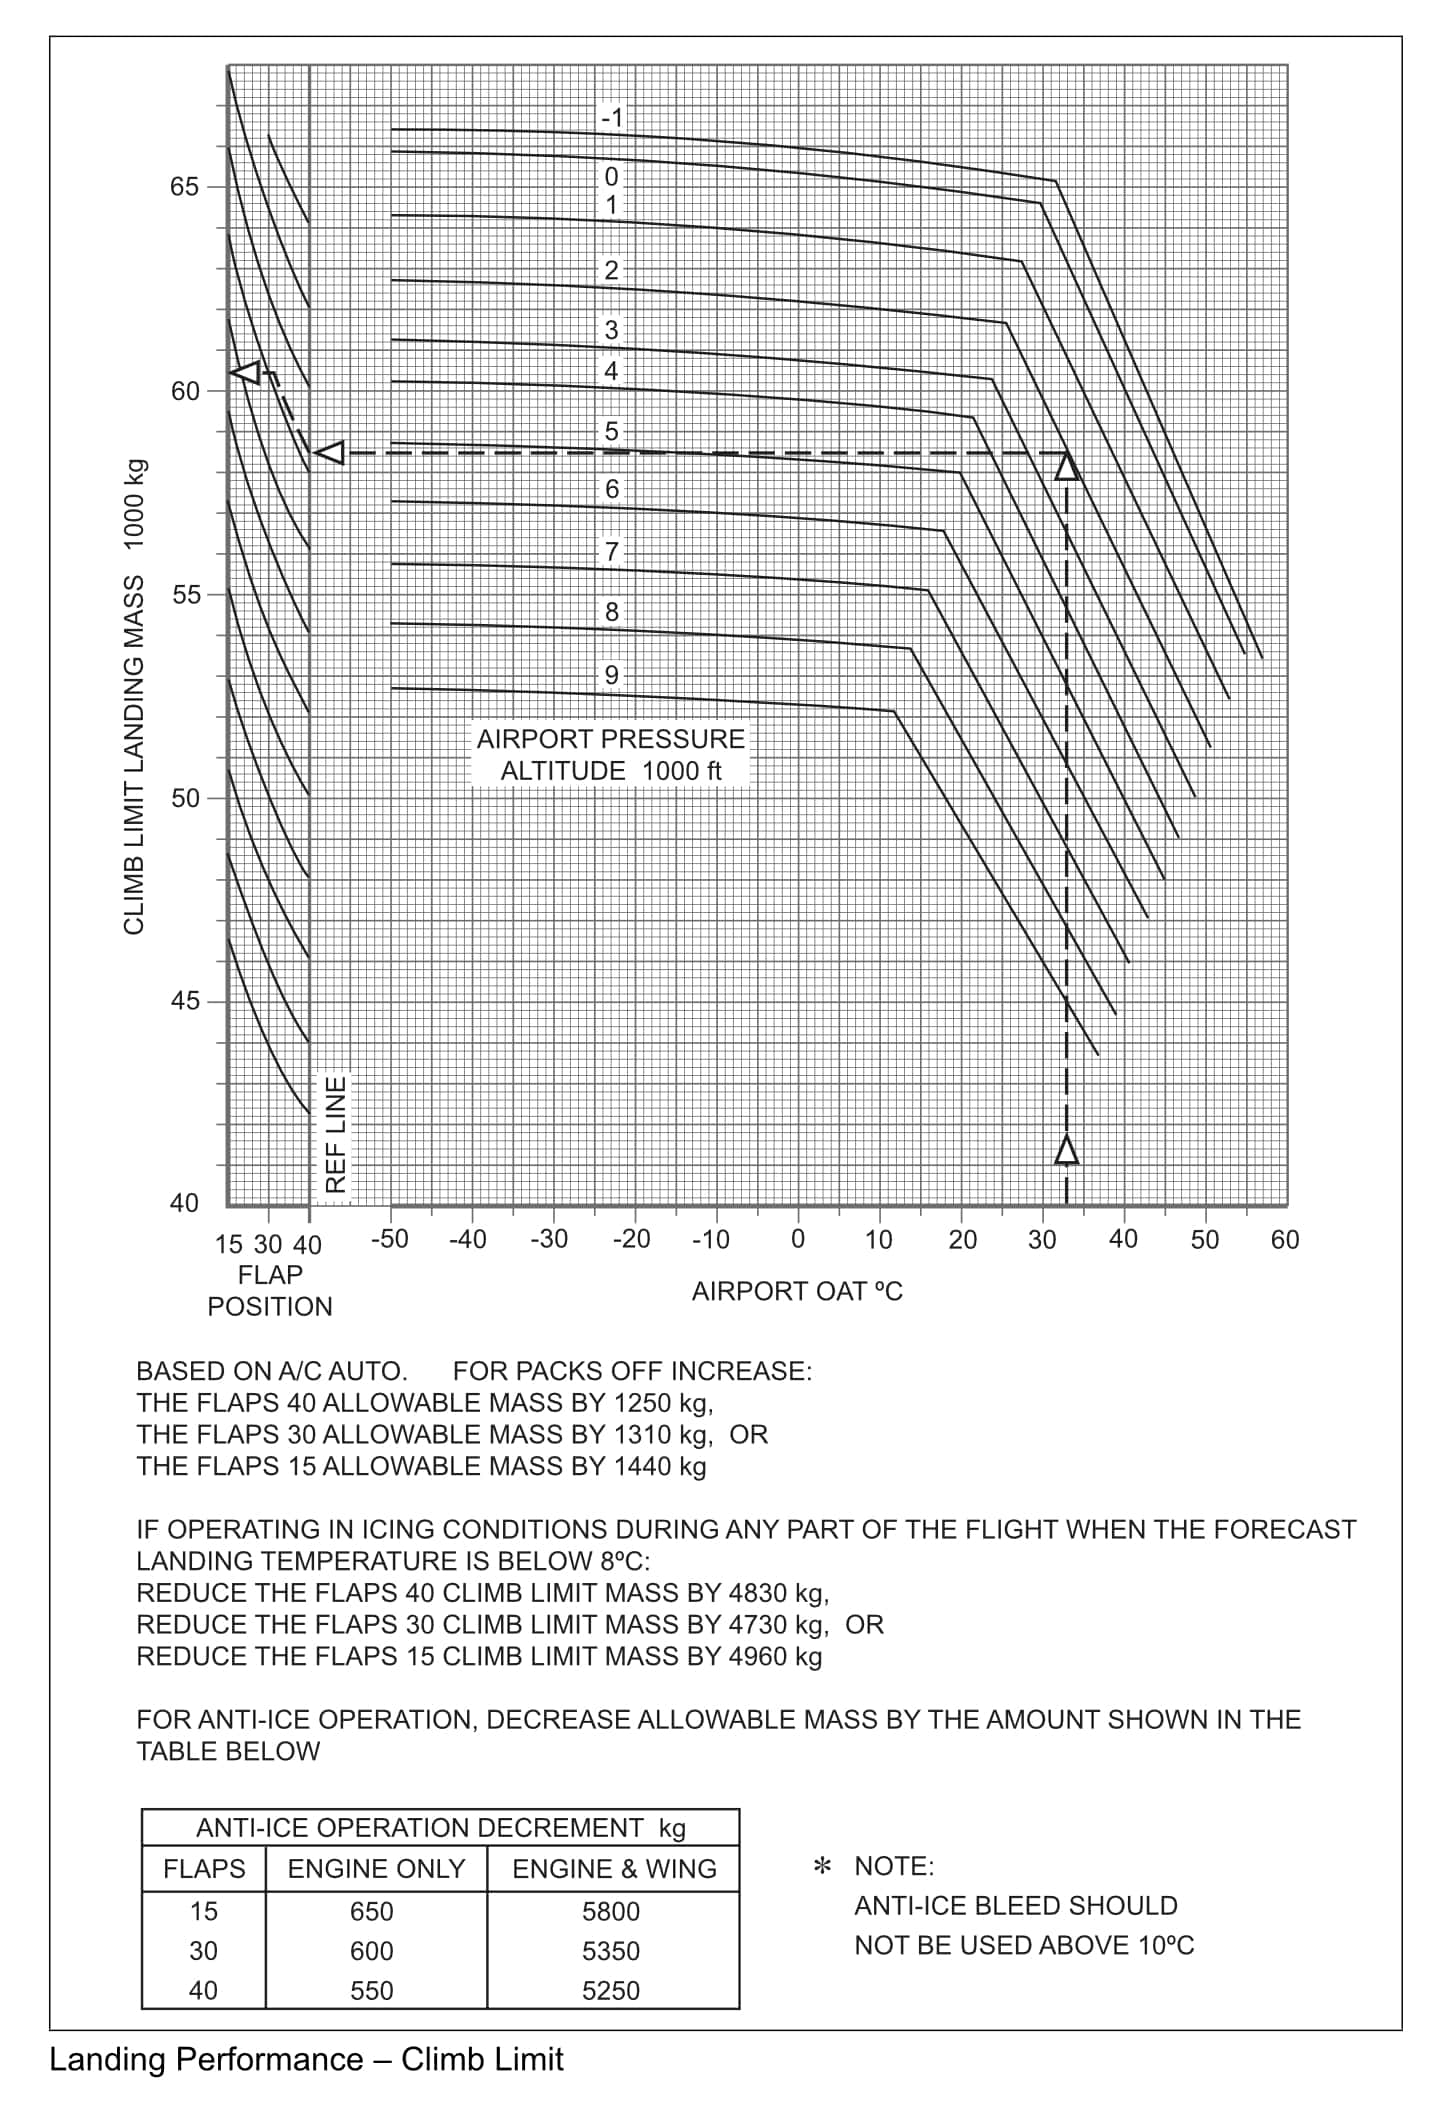 -1
0
1
2
3
4
5
6
7
8
9
AIRPORT PRESSURE
ALTITUDE 1000 ft
65
60
55
50
45
40
CLIMB LIMIT LANDING MASS 1000 kg
REF LINE
15 30 40
-50 -40 -30 -20 -10 0 10 20 30 40 50 60
FLAP
POSITION
AIRPORT OAT ºC
BASED ON A/C AUTO. FOR PACKS OFF INCREASE:
THE FLAPS 40 ALLOWABLE MASS BY 1250 kg,
THE FLAPS 30 ALLOWABLE MASS BY 1310 kg, OR
THE FLAPS 15 ALLOWABLE MASS BY 1440 kg
IF OPERATING IN ICING CONDITIONS DURING ANY PART OF THE FLIGHT WHEN THE FORECAST
LANDING TEMPERATURE IS BELOW 8ºC:
REDUCE THE FLAPS 40 CLIMB LIMIT MASS BY 4830 kg,
REDUCE THE FLAPS 30 CLIMB LIMIT MASS BY 4730 kg, OR
REDUCE THE FLAPS 15 CLIMB LIMIT MASS BY 4960 kg
FOR ANTI-ICE OPERATION, DECREASE ALLOWABLE MASS BY THE AMOUNT SHOWN IN THE
TABLE BELOW
ANTI-ICE OPERATION DECREMENT kg
FLAPS ENGINE ONLY ENGINE & WING
15 650 5800
30 600 5350
40 550 5250
* NOTE:
ANTI-ICE BLEED SHOULD
NOT BE USED ABOVE 10ºC
Landing Performance – Climb Limit